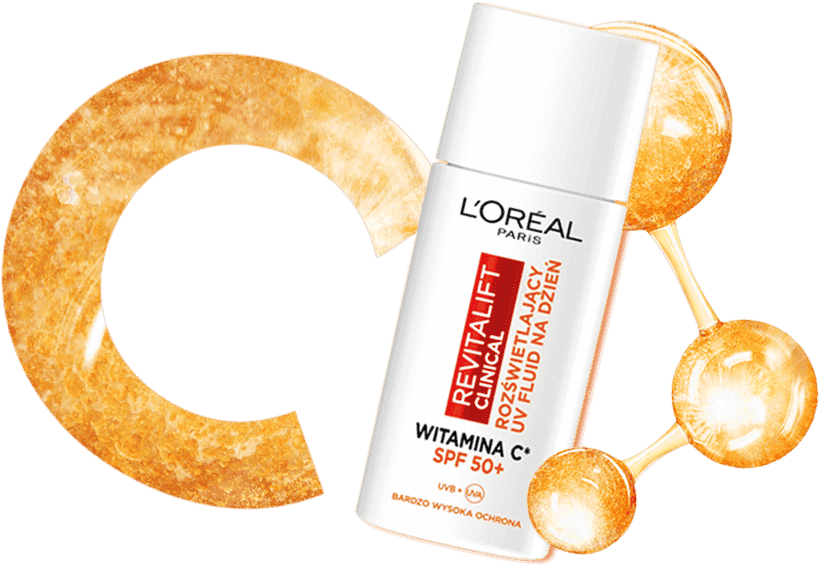 L'ORÉAL
PARIS
REVITALIFT
CLINICAL
ROZŚWIETLAJĄCY
UV FLUID NA DZIEŃ
WITAMINA C*
SPF 50+
UVB + UVA
BARDZO WYSOKA OCHRONA